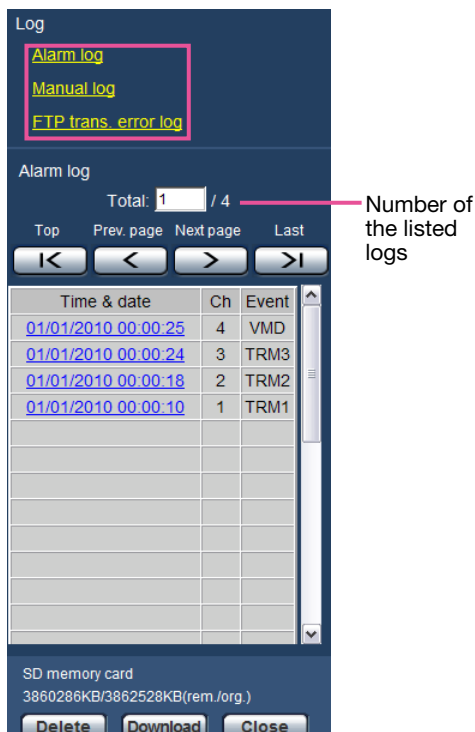 Log
Alarm log
Manual log
FTP trans. error log
Alarm log
Total: 1 / 4
Number of
the listed
logs
Top Prev. page Next page Last
Time & date Ch Event
01/01/2010 00:00:25 4 VMD
01/01/2010 00:00:24 3 TRM3
01/01/2010 00:00:18 2 TRM2
01/01/2010 00:00:10 1 TRM1
SD memory card
3860286KB/3862528KB(rem./org.)
Delete Download Close